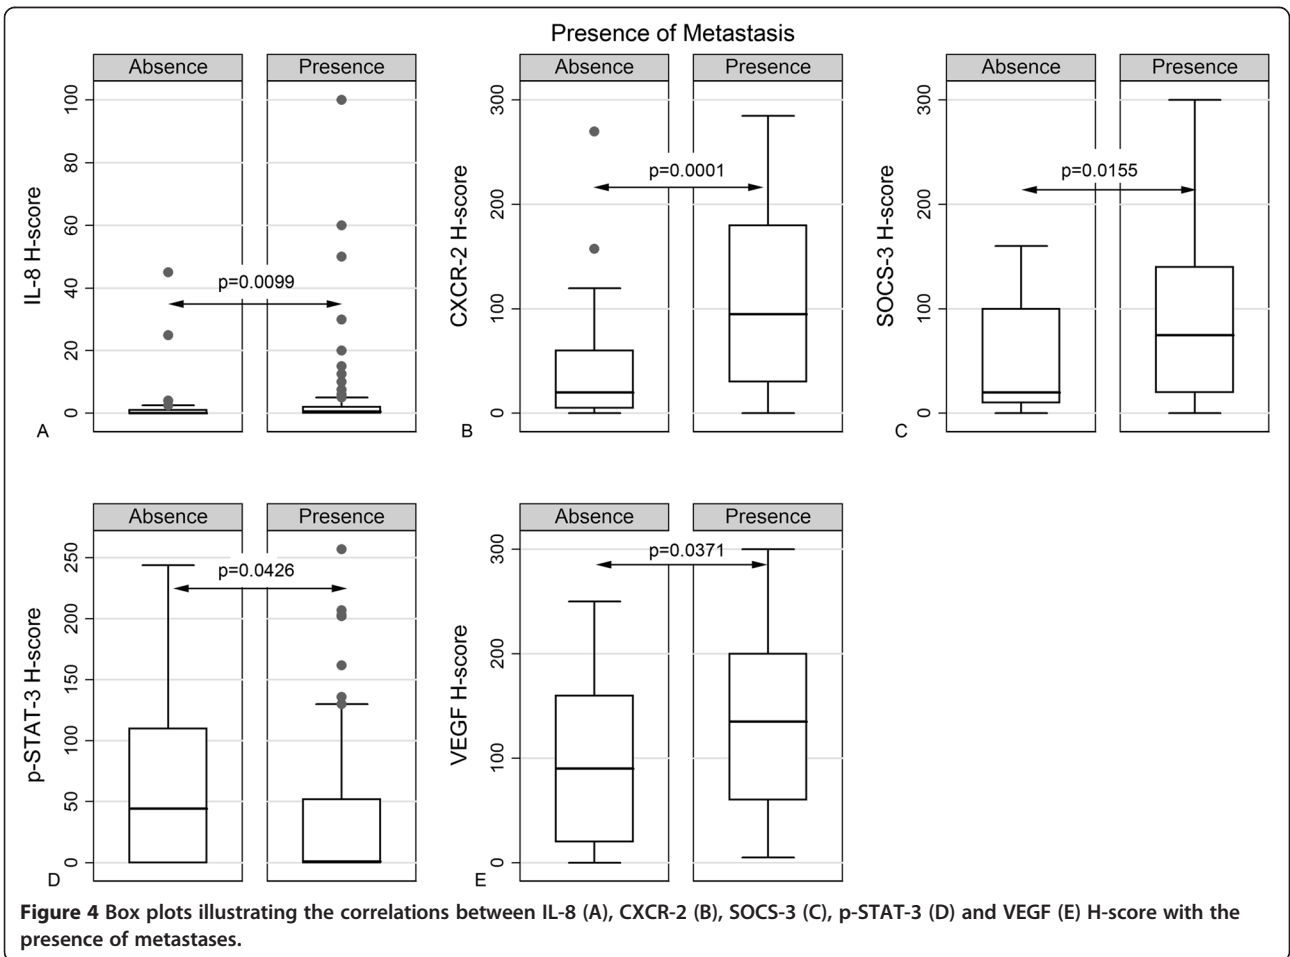 Presence of Metastasis
Absence
Presence
IL-8 H-score
100
80
60
40
20
0
p=0.0099
A
Absence
Presence
CXCR-2 H-score
300
200
100
0
p=0.0001
B
Absence
Presence
SOCS-3 H-score
300
200
100
0
p=0.0155
C
Absence
Presence
p-STAT-3 H-score
250
200
150
100
50
0
p=0.0426
D
Absence
Presence
VEGF H-score
300
200
100
0
p=0.0371
E
Figure 4 Box plots illustrating the correlations between IL-8 (A), CXCR-2 (B), SOCS-3 (C), p-STAT-3 (D) and VEGF (E) H-score with the
presence of metastases.